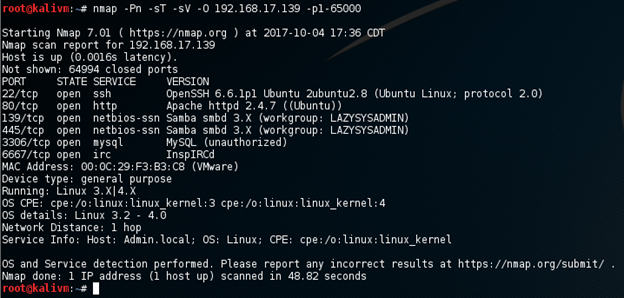 root@kalivm:~# nmap -Pn -sT -sV -O 192.168.17.139 -p1-65000
Starting Nmap 7.01 ( https://nmap.org ) at 2017-10-04 17:36 CDT
Nmap scan report for 192.168.17.139
Host is up (0.0016s latency).
Not shown: 64994 closed ports
PORT     STATE SERVICE     VERSION
22/tcp   open  ssh         OpenSSH 6.6.1p1 Ubuntu 2ubuntu2.8 (Ubuntu Linux; protocol 2.0)
80/tcp   open  http        Apache httpd 2.4.7 ((Ubuntu))
139/tcp  open  netbios-ssn Samba smbd 3.X (workgroup: LAZYSYSADMIN)
445/tcp  open  netbios-ssn Samba smbd 3.X (workgroup: LAZYSYSADMIN)
3306/tcp open  mysql       MySQL (unauthorized)
6667/tcp open  irc         InspIRCd
MAC Address: 00:0C:29:F3:B3:C8 (VMware)
Device type: general purpose
Running: Linux 3.X|4.X
OS CPE: cpe:/o:linux:linux_kernel:3 cpe:/o:linux:linux_kernel:4
OS details: Linux 3.2 - 4.0
Network Distance: 1 hop
Service Info: Host: Admin.local; OS: Linux; CPE: cpe:/o:linux:linux_kernel
OS and Service detection performed. Please report any incorrect results at https://nmap.org/submit/ .
Nmap done: 1 IP address (1 host up) scanned in 48.82 seconds
root@kalivm:~#